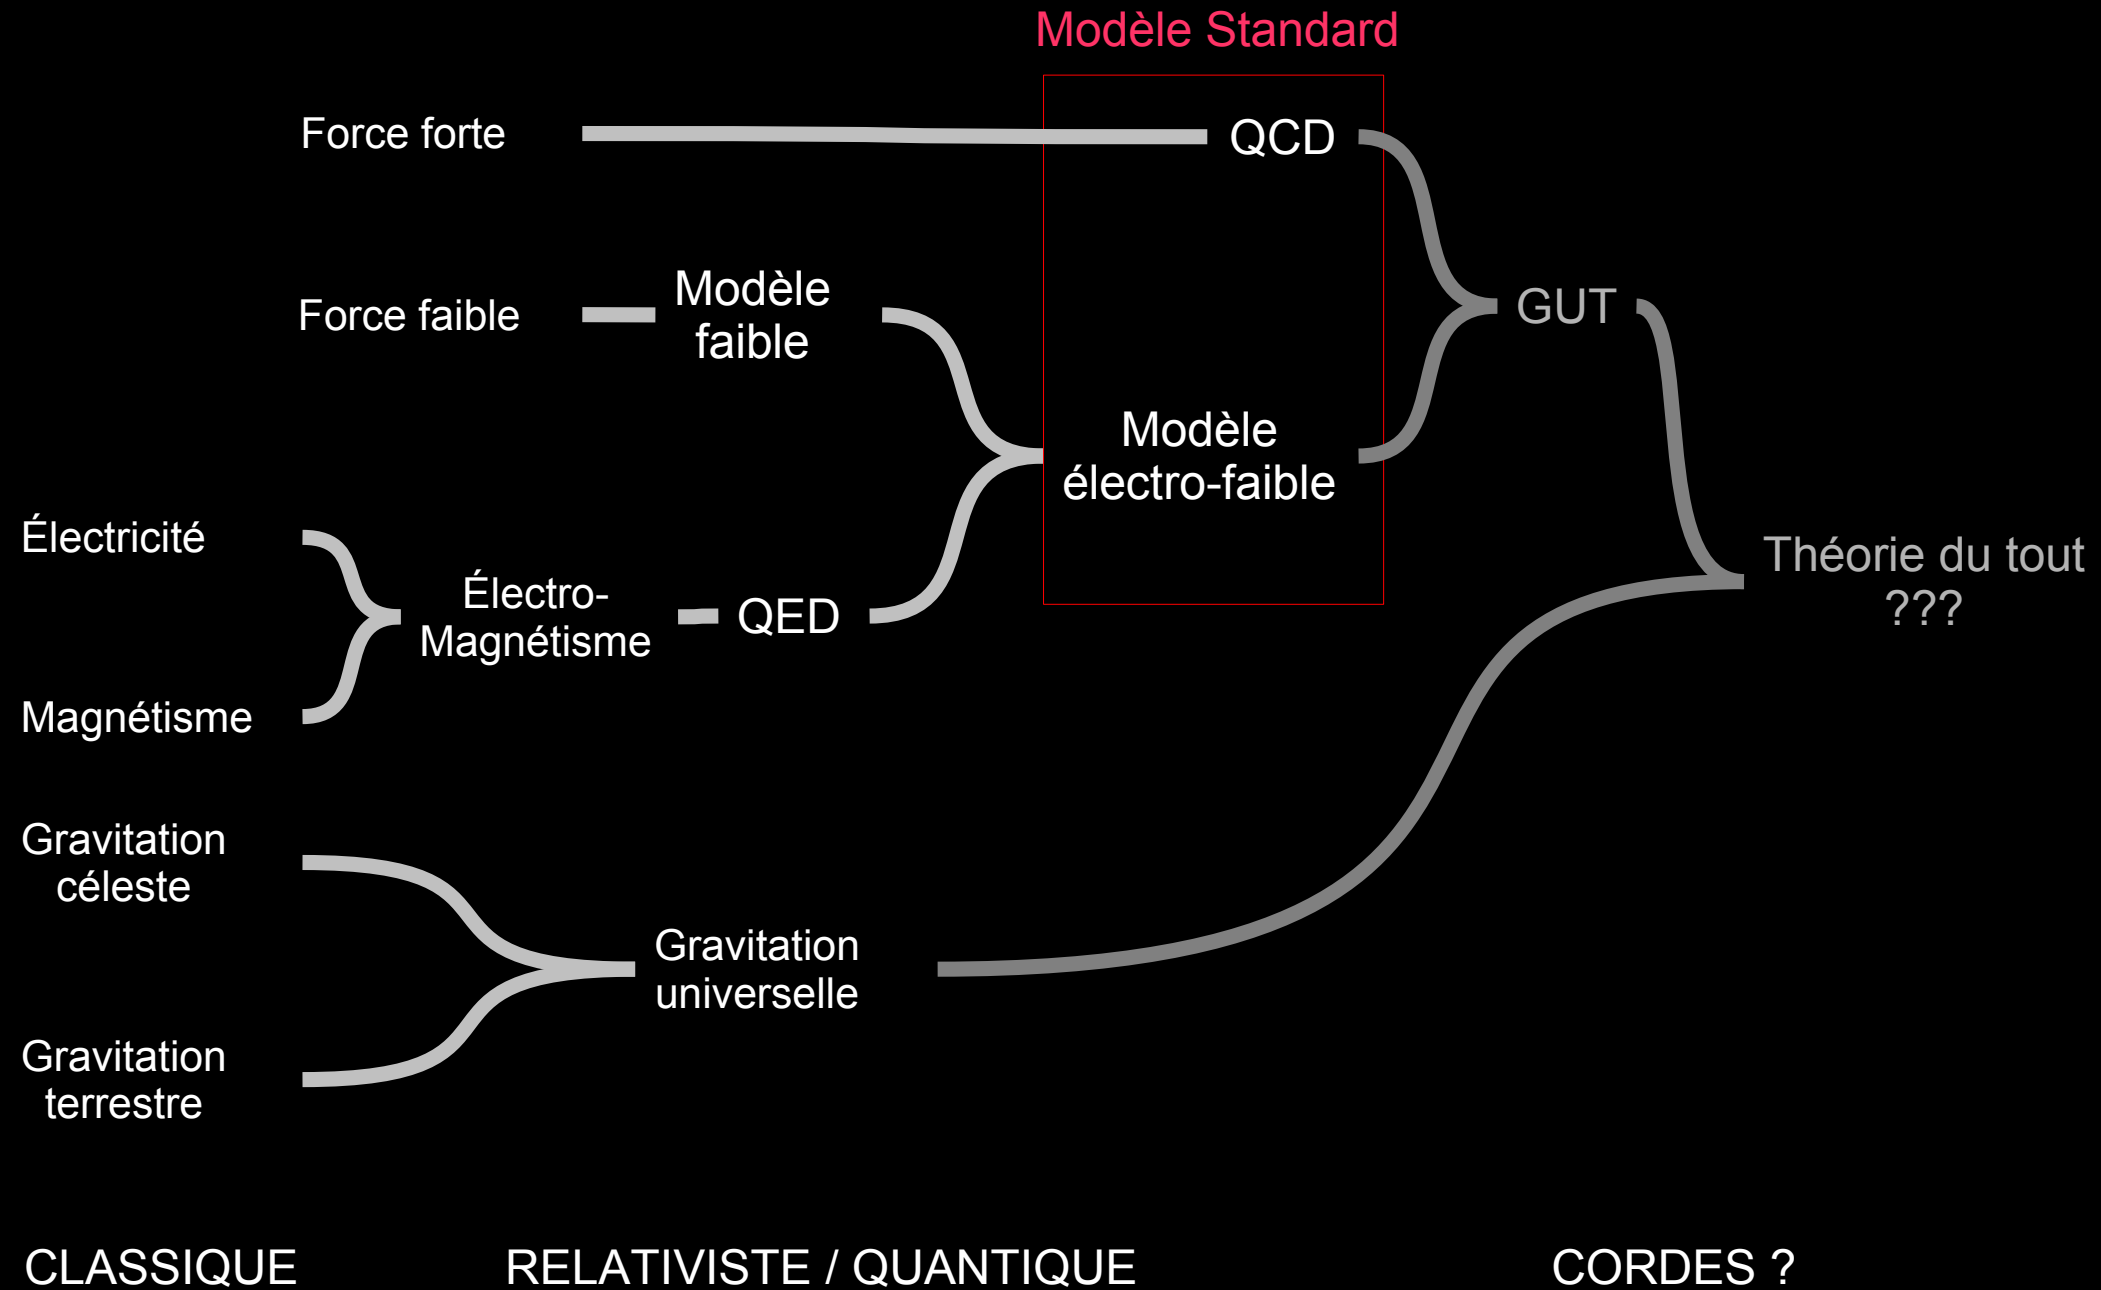 Modèle Standard
Force forte
QCD
Force faible
Modèle
faible
GUT
Modèle
électro-faible
Électricité
Électro-
Magnétisme
QED
Théorie du tout
???
Magnétisme
Gravitation
céleste
Gravitation
universelle
Gravitation
terrestre
CLASSIQUE
RELATIVISTE / QUANTIQUE
CORDES ?